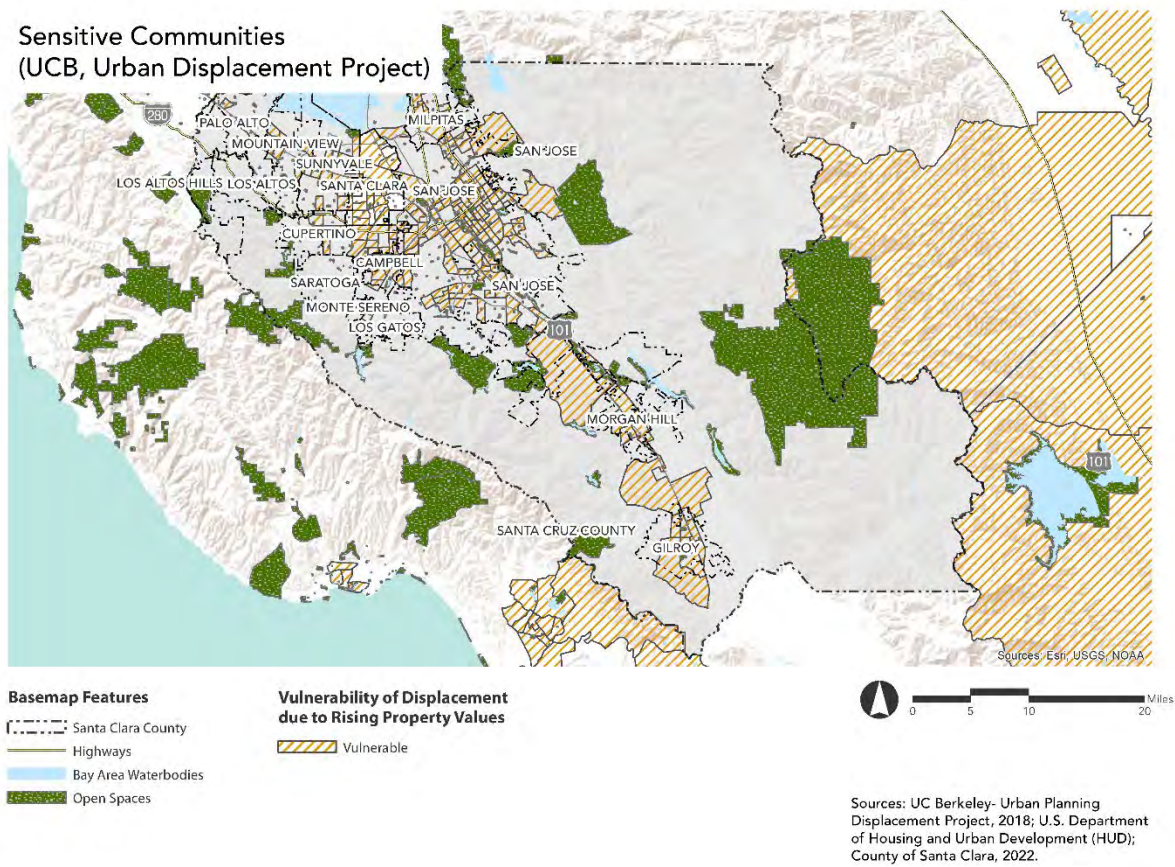 Sensitive Communities
(UCB, Urban Displacement Project)
280
PALO ALTO
MILPITAS
MOUNTAIN VIEW
SUNNYVALE
SAN JOSE
LOS ALTOS HILLS
LOS ALTOS
SANTA CLARA
SAN JOSE
CUPERTINO
CAMPBELL
SARATOGA
SAN JOSE
MONTE SERENO
LOS GATOS
101
MORGAN HILL
101
SANTA CRUZ COUNTY
GILROY
Sources: Esri, USGS, NOAA
Basemap Features
Santa Clara County
Highways
Bay Area Waterbodies
Open Spaces
Vulnerability of Displacement
due to Rising Property Values
Vulnerable
Miles
0 5 10 20
Sources: UC Berkeley- Urban Planning
Displacement Project, 2018; U.S. Department
of Housing and Urban Development (HUD);
County of Santa Clara, 2022.